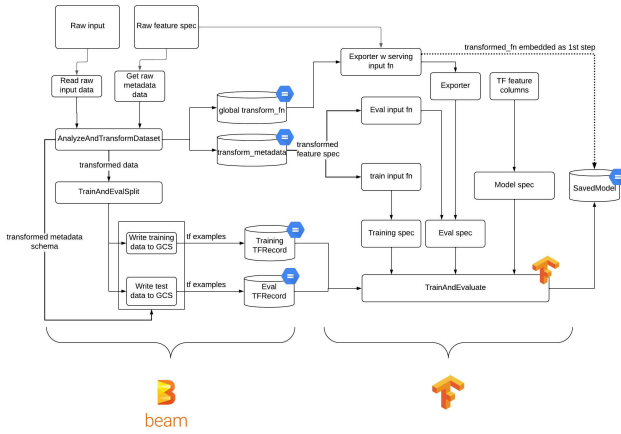 Raw input
Raw feature spec
transformed_fn embedded as 1st step
Exporter w serving
input fn
Read raw
input data
Get raw
metadata
data
Exporter
TF feature
columns
global transform_fn
Eval input fn
AnalyzeAndTransformDataset
transform_metadata
transformed
feature spec
transformed data
TrainAndEvalSplit
train input fn
Model spec
SavedModel
transformed metadata
schema
Write training
data to GCS
tf examples
Training
TFRecord
Training spec
Eval spec
Write test
data to GCS
tf examples
Eval
TFRecord
TrainAndEvaluate
beam